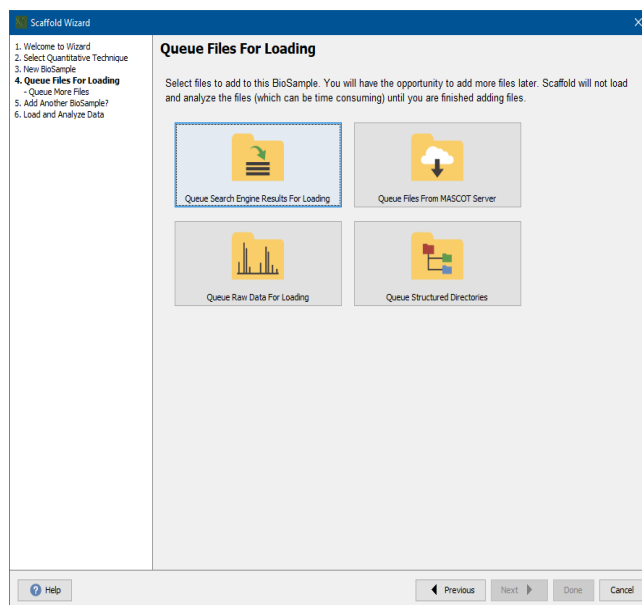 Scaffold Wizard
1. Welcome to Wizard
2. Select Quantitative Technique
3. New BioSample
4. Queue Files For Loading
- Queue More Files
5. Add Another BioSample?
6. Load and Analyze Data
Queue Files For Loading
Select files to add to this BioSample. You will have the opportunity to add more files later. Scaffold will not load
and analyze the files (which can be time consuming) until you are finished adding files.
Queue Search Engine Results For Loading
Queue Files From MASCOT Server
Queue Raw Data For Loading
Queue Structured Directories
Help
Previous
Next
Done
Cancel